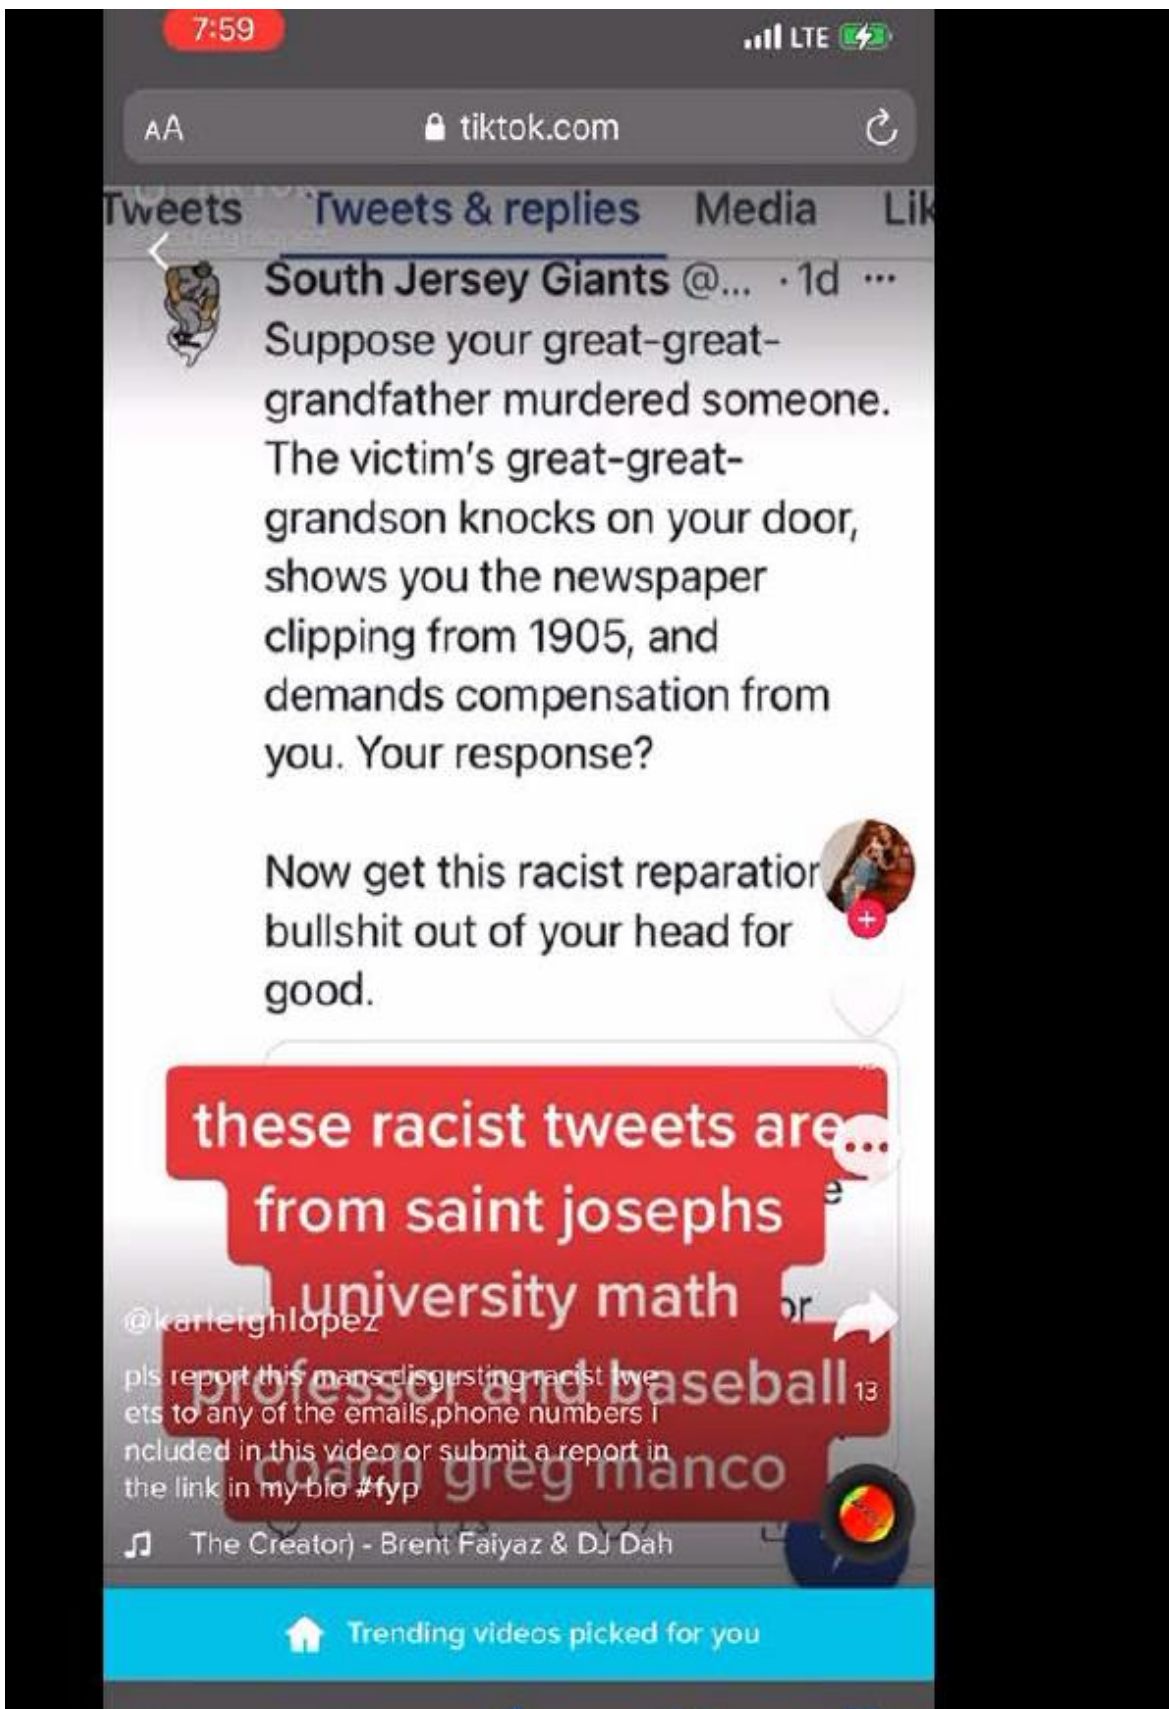 7:59
LTE
AA
tiktok.com
Tweets Tweets & replies Media Lik
South Jersey Giants @... · 1d ...
Suppose your great-great-
grandfather murdered someone.
The victim's great-great-
grandson knocks on your door,
shows you the newspaper
clipping from 1905, and
demands compensation from
you. Your response?
Now get this racist reparation
bullshit out of your head for
good.
these racist tweets are
from saint josephs
university math
professor and baseball
coach greg manco
e
or
@karleighlopez
pls report this mans disgusting racist twe
ets to any of the emails,phone numbers i
ncluded in this video or submit a report in
the link in my bio #fyp
13
The Creator) - Brent Faiyaz & DJ Dah
Trending videos picked for you